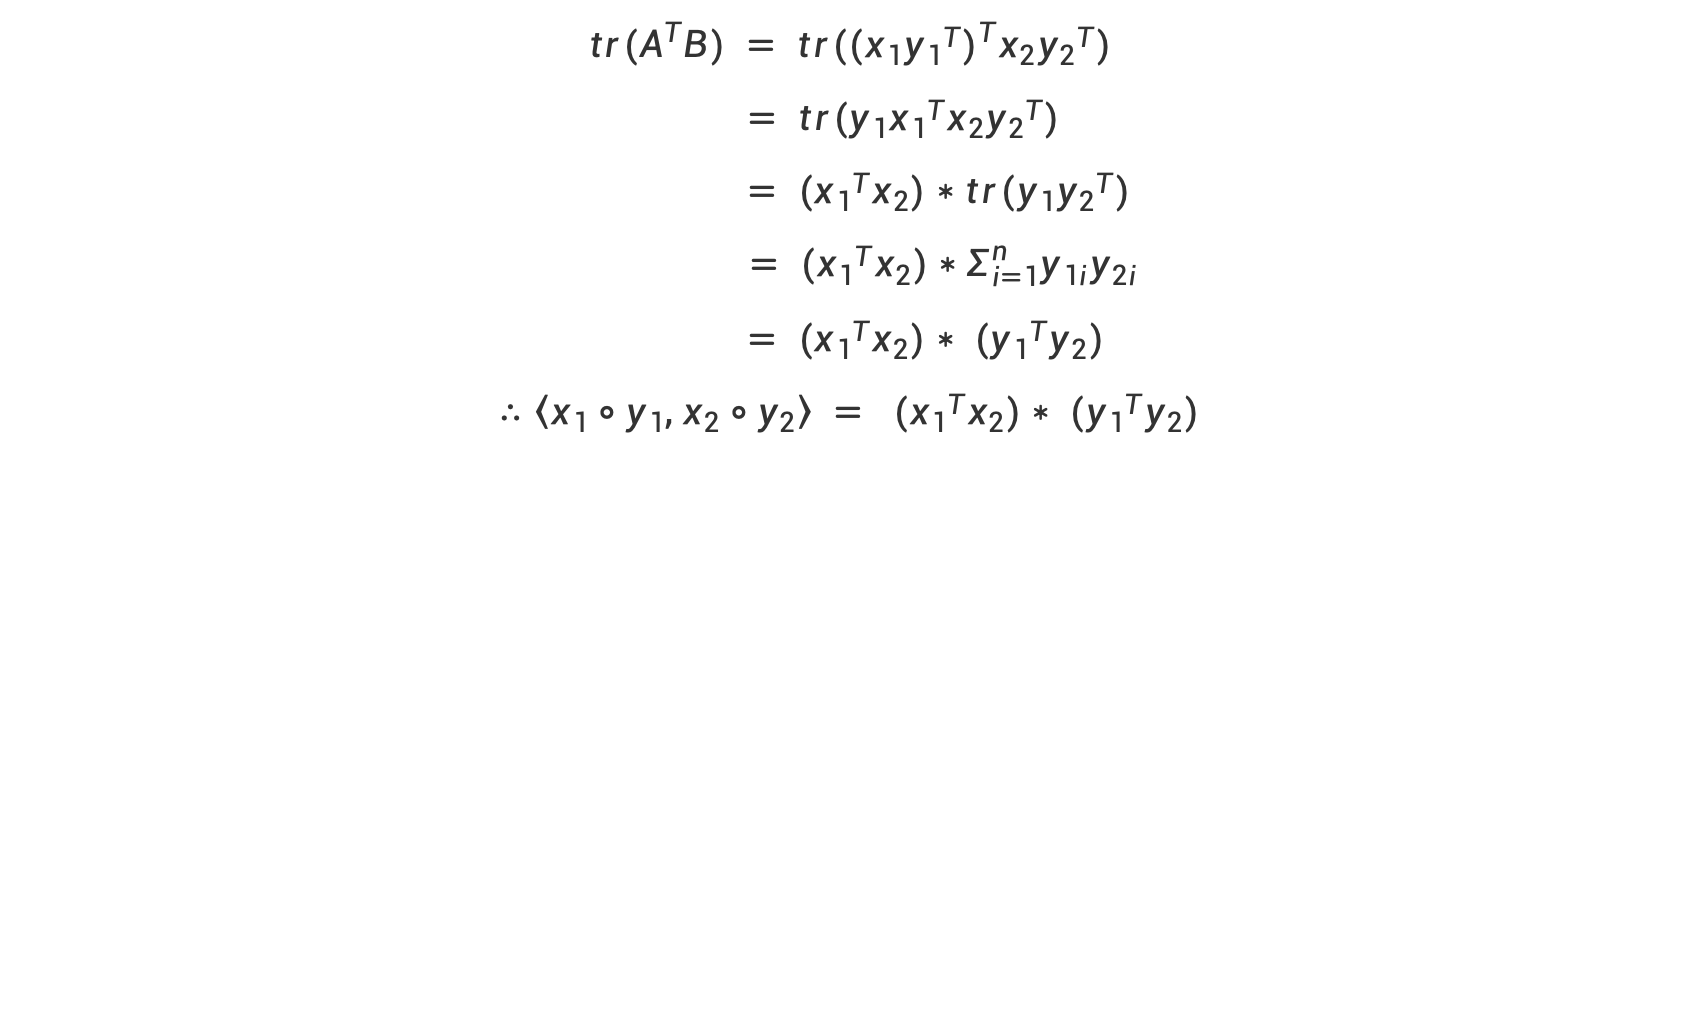 tr(AᵀB) = tr((x₁y₁ᵀ)ᵀx₂y₂ᵀ)
= tr(y₁x₁ᵀx₂y₂ᵀ)
= (x₁ᵀx₂) * tr(y₁y₂ᵀ)
= (x₁ᵀx₂) * Σⁿᵢ₌₁y₁ᵢy₂ᵢ
= (x₁ᵀx₂) * (y₁ᵀy₂)
∴ ⟨x₁ ∘ y₁, x₂ ∘ y₂⟩ = (x₁ᵀx₂) * (y₁ᵀy₂)